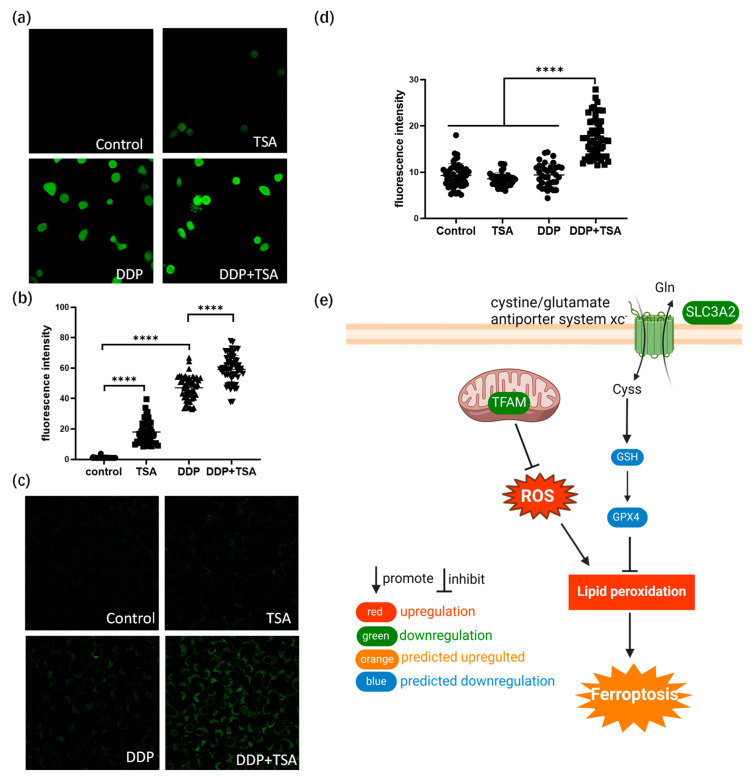 (a)
Control
TSA
DDP
DDP+TSA
(b)
fluorescence intensity
100
80
60
40
20
0
****
****
****
control
TSA
DDP
DDP+TSA
(c)
Control
TSA
DDP
DDP+TSA
(d)
fluorescence intensity
30
20
10
0
****
Control
TSA
DDP
DDP+TSA
(e)
Gln
cystine/glutamate
antiporter system xc-
SLC3A2
Cyss
TFAM
GSH
ROS
GPX4
Lipid peroxidation
Ferroptosis
promote
inhibit
red upregulation
green downregulation
orange predicted upregulted
blue predicted downregulation